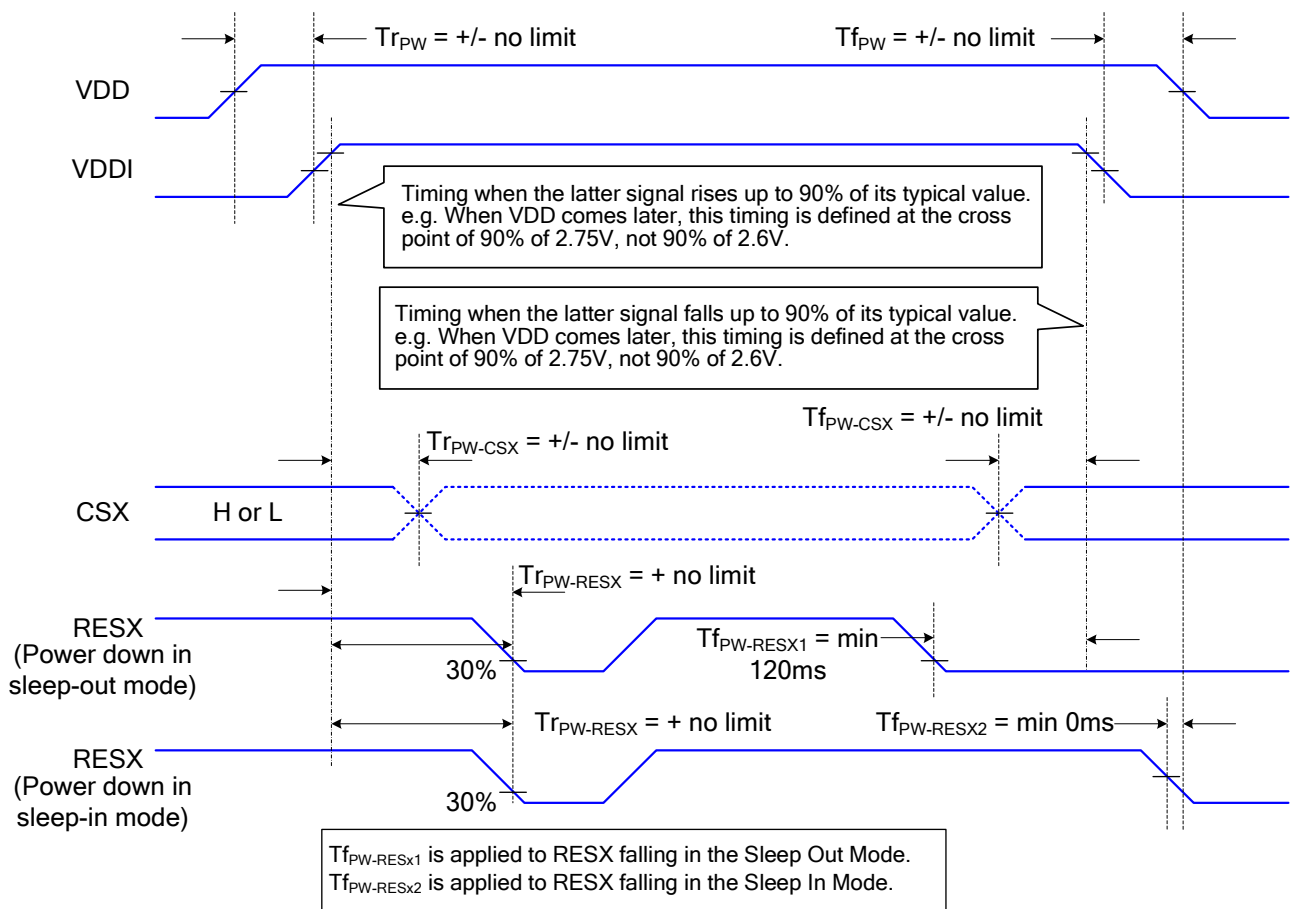 Tr_PW = +/- no limit
Tf_PW = +/- no limit
VDD
VDDI
Timing when the latter signal rises up to 90% of its typical value.
e.g. When VDD comes later, this timing is defined at the cross
point of 90% of 2.75V, not 90% of 2.6V.
Timing when the latter signal falls up to 90% of its typical value.
e.g. When VDD comes later, this timing is defined at the cross
point of 90% of 2.75V, not 90% of 2.6V.
Tf_PW-CSX = +/- no limit
Tr_PW-CSX = +/- no limit
CSX
H or L
Tr_PW-RESX = + no limit
RESX
(Power down in
sleep-out mode)
30%
Tf_PW-RESX1 = min
120ms
Tr_PW-RESX = + no limit
Tf_PW-RESX2 = min 0ms
RESX
(Power down in
sleep-in mode)
30%
Tf_PW-RESx1 is applied to RESX falling in the Sleep Out Mode.
Tf_PW-RESx2 is applied to RESX falling in the Sleep In Mode.